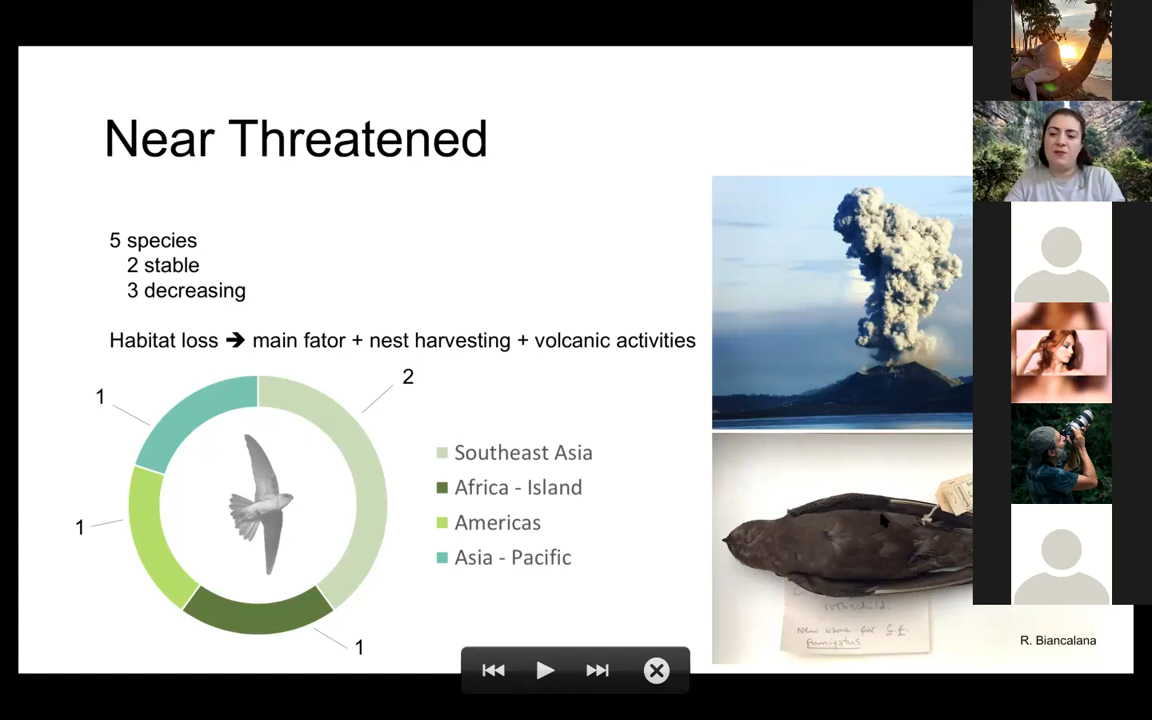 Near Threatened
5 species
2 stable
3 decreasing
Habitat loss ➔ main fator + nest harvesting + volcanic activities
2
1
1
1
Southeast Asia
Africa - Island
Americas
Asia - Pacific
rothschild.
New name for C.f.
fumigatus
R. Biancalana